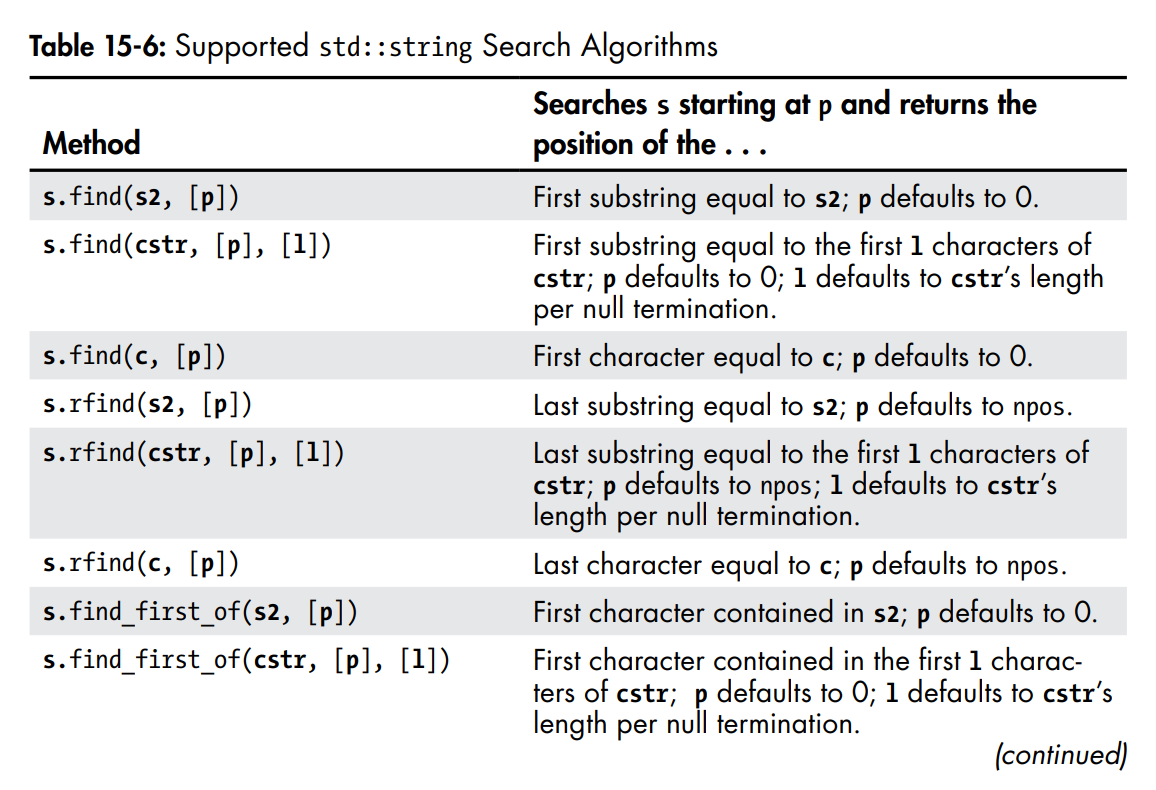 Table 15-6: Supported std::string Search Algorithms
Method
Searches s starting at p and returns the
position of the . . .
s.find(s2, [p])
First substring equal to s2; p defaults to 0.
s.find(cstr, [p], [l])
First substring equal to the first l characters of
cstr; p defaults to 0; l defaults to cstr’s length
per null termination.
s.find(c, [p])
First character equal to c; p defaults to 0.
s.rfind(s2, [p])
Last substring equal to s2; p defaults to npos.
s.rfind(cstr, [p], [l])
Last substring equal to the first l characters of
cstr; p defaults to npos; l defaults to cstr’s
length per null termination.
s.rfind(c, [p])
Last character equal to c; p defaults to npos.
s.find_first_of(s2, [p])
First character contained in s2; p defaults to 0.
s.find_first_of(cstr, [p], [l])
First character contained in the first l charac-
ters of cstr; p defaults to 0; l defaults to cstr’s
length per null termination.
(continued)